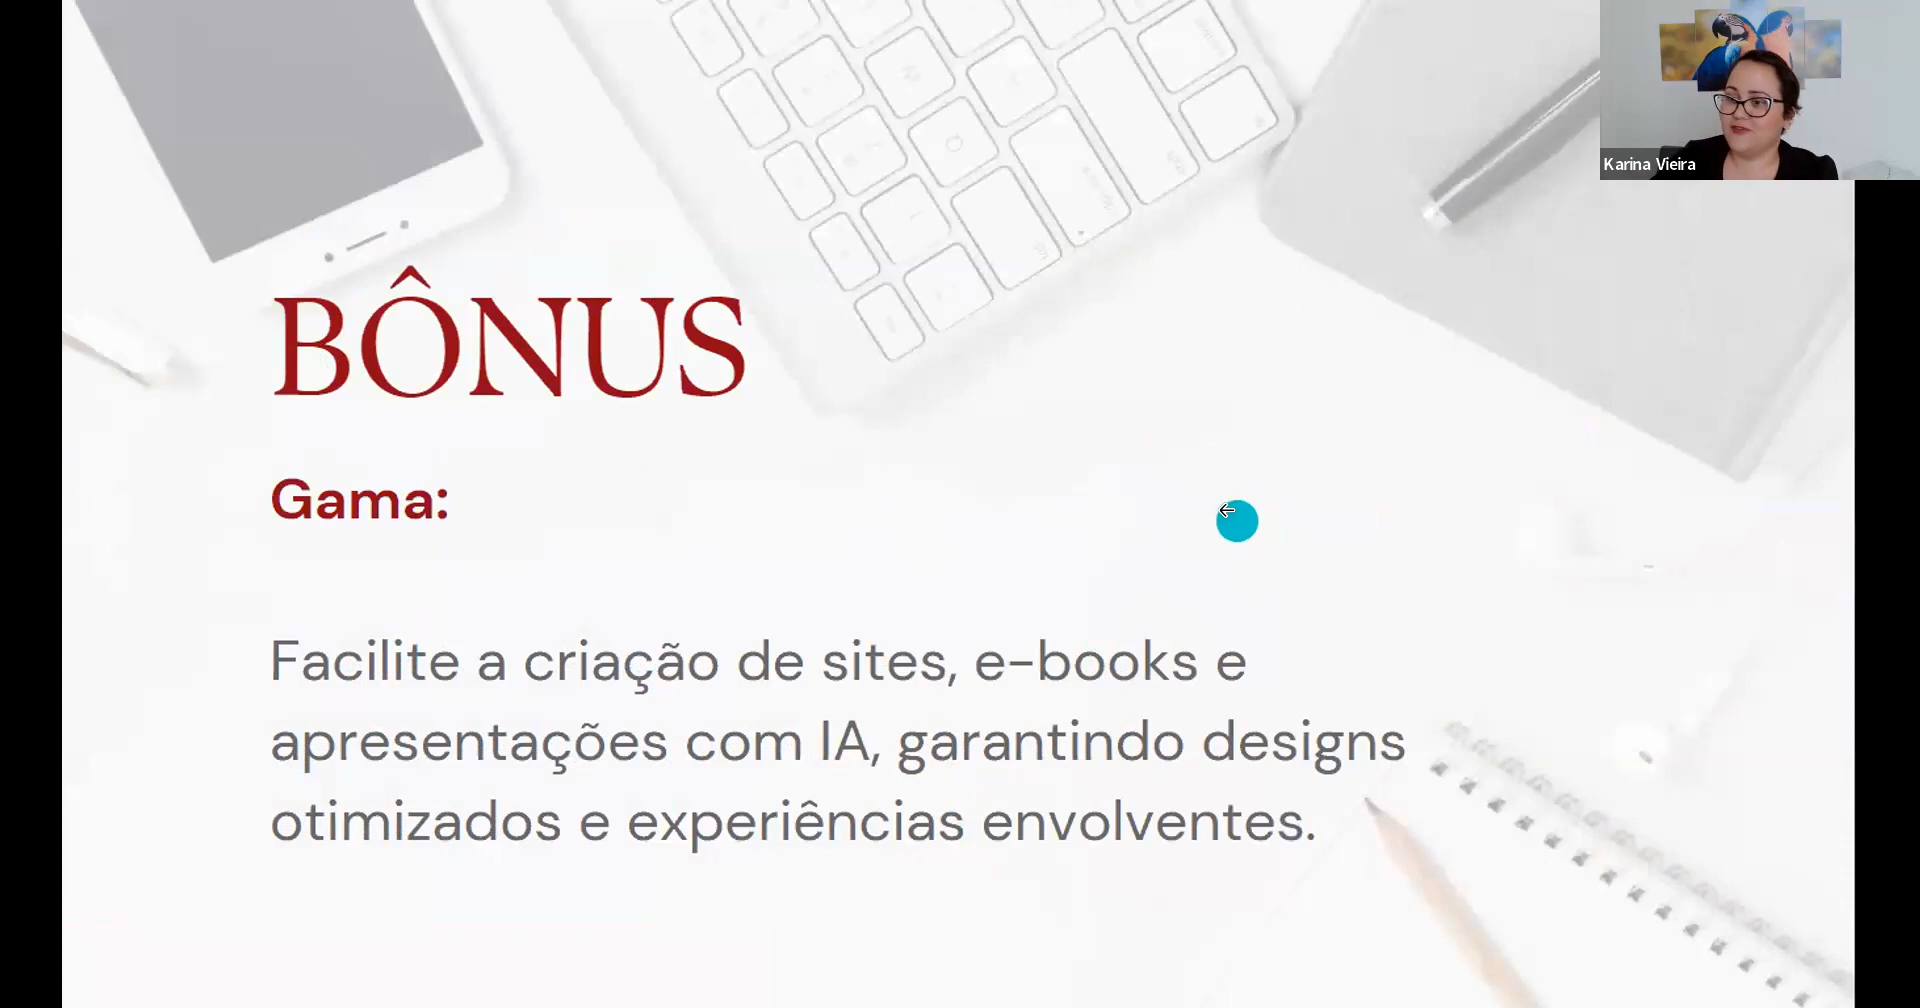 Karina Vieira
BÔNUS
Gama:
Facilite a criação de sites, e-books e
apresentações com IA, garantindo designs
otimizados e experiências envolventes.